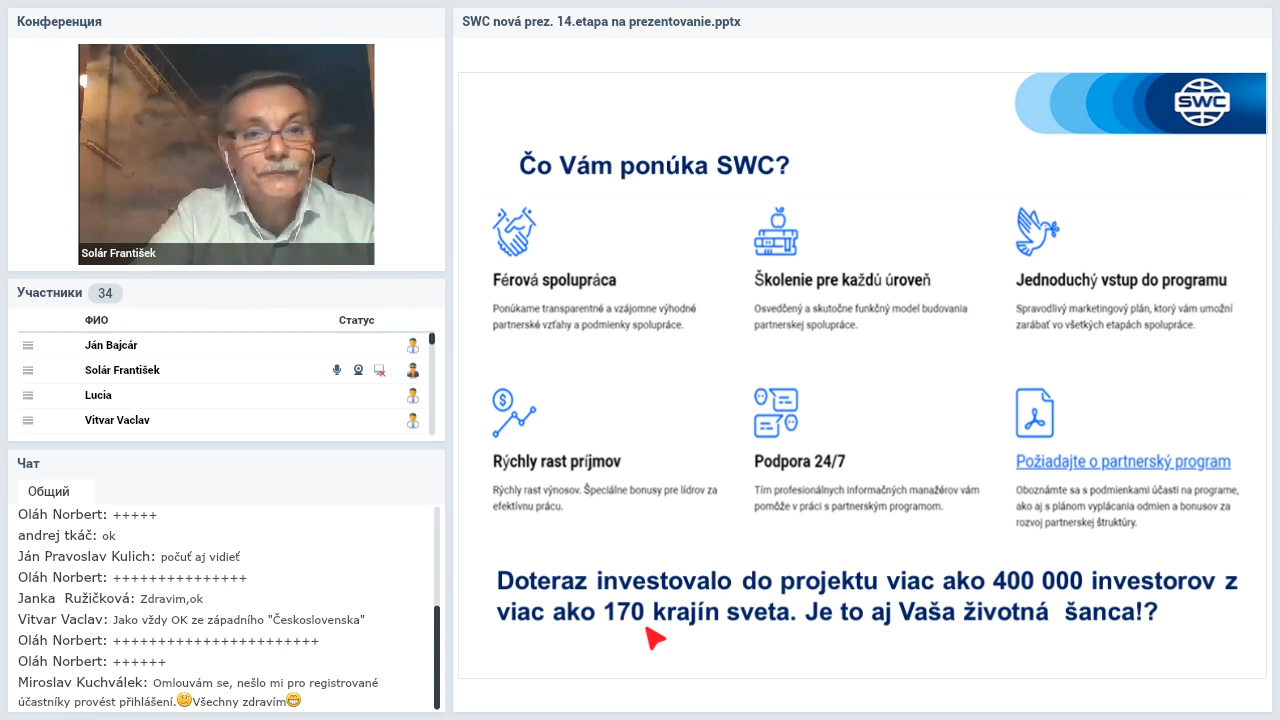 Конференция
Solár František
Участники 34
ФИО Статус
Ján Bajcár
Solár František
Lucia
Vitvar Vaclav
Чат
Общий
Oláh Norbert: +++++
andrej tkáč: ok
Ján Pravoslav Kulich: počuť aj vidieť
Oláh Norbert: +++++++++++++++
Janka Ružičková: Zdravim,ok
Vitvar Vaclav: Jako vždy OK ze západního "Československa"
Oláh Norbert: +++++++++++++++++++++++
Oláh Norbert: ++++++
Miroslav Kuchválek: Omlouvám se, nešlo mi pro registrované
účastníky provést přihlášení. Všechny zdravím
SWC nová prez. 14.etapa na prezentovanie.pptx
SWC
Čo Vám ponúka SWC?
Férová spolupráca
Ponúkame transparentné a vzájomne výhodné
partnerské vzťahy a podmienky spolupráce.
Školenie pre každú úroveň
Osvedčený a skutočne funkčný model budovania
partnerskej spolupráce.
Jednoduchý vstup do programu
Spravodlivý marketingový plán, ktorý vám umožní
zarábať vo všetkých etapách spolupráce.
Rýchly rast príjmov
Rýchly rast výnosov. Špeciálne bonusy pre lídrov za
efektívnu prácu.
Podpora 24/7
Tím profesionálnych informačných manažérov vám
pomôže v práci s partnerským programom.
Požiadajte o partnerský program
Oboznámte sa s podmienkami účasti na programe,
ako aj s plánom vyplácania odmien a bonusov za
rozvoj partnerskej štruktúry.
Doteraz investovalo do projektu viac ako 400 000 investorov z
viac ako 170 krajín sveta. Je to aj Vaša životná šanca!?